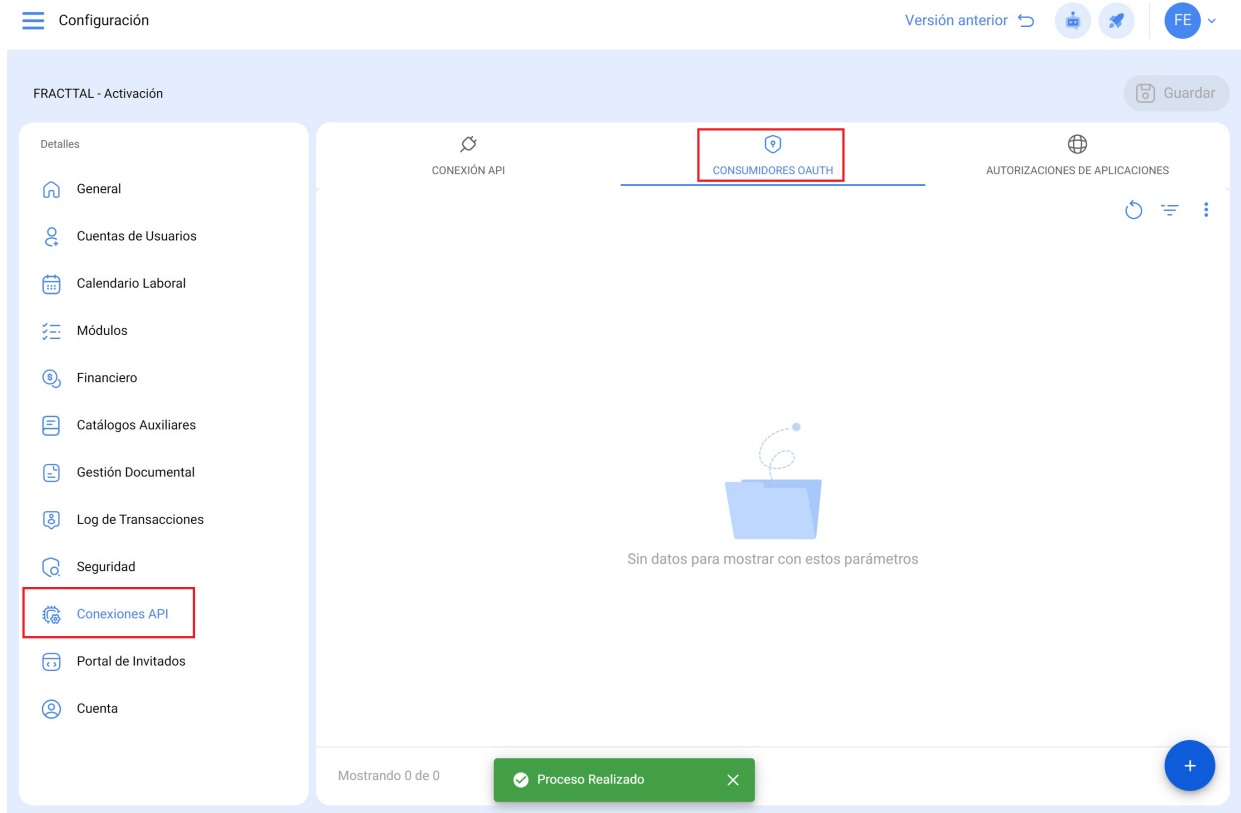 Configuración
Versión anterior
FE
FRACTTAL - Activación
Guardar
Detalles
General
Cuentas de Usuarios
Calendario Laboral
Módulos
Financiero
Catálogos Auxiliares
Gestión Documental
Log de Transacciones
Seguridad
Conexiones API
Portal de Invitados
Cuenta
CONEXIÓN API
CONSUMIDORES OAUTH
AUTORIZACIONES DE APLICACIONES
Sin datos para mostrar con estos parámetros
Mostrando 0 de 0
Proceso Realizado